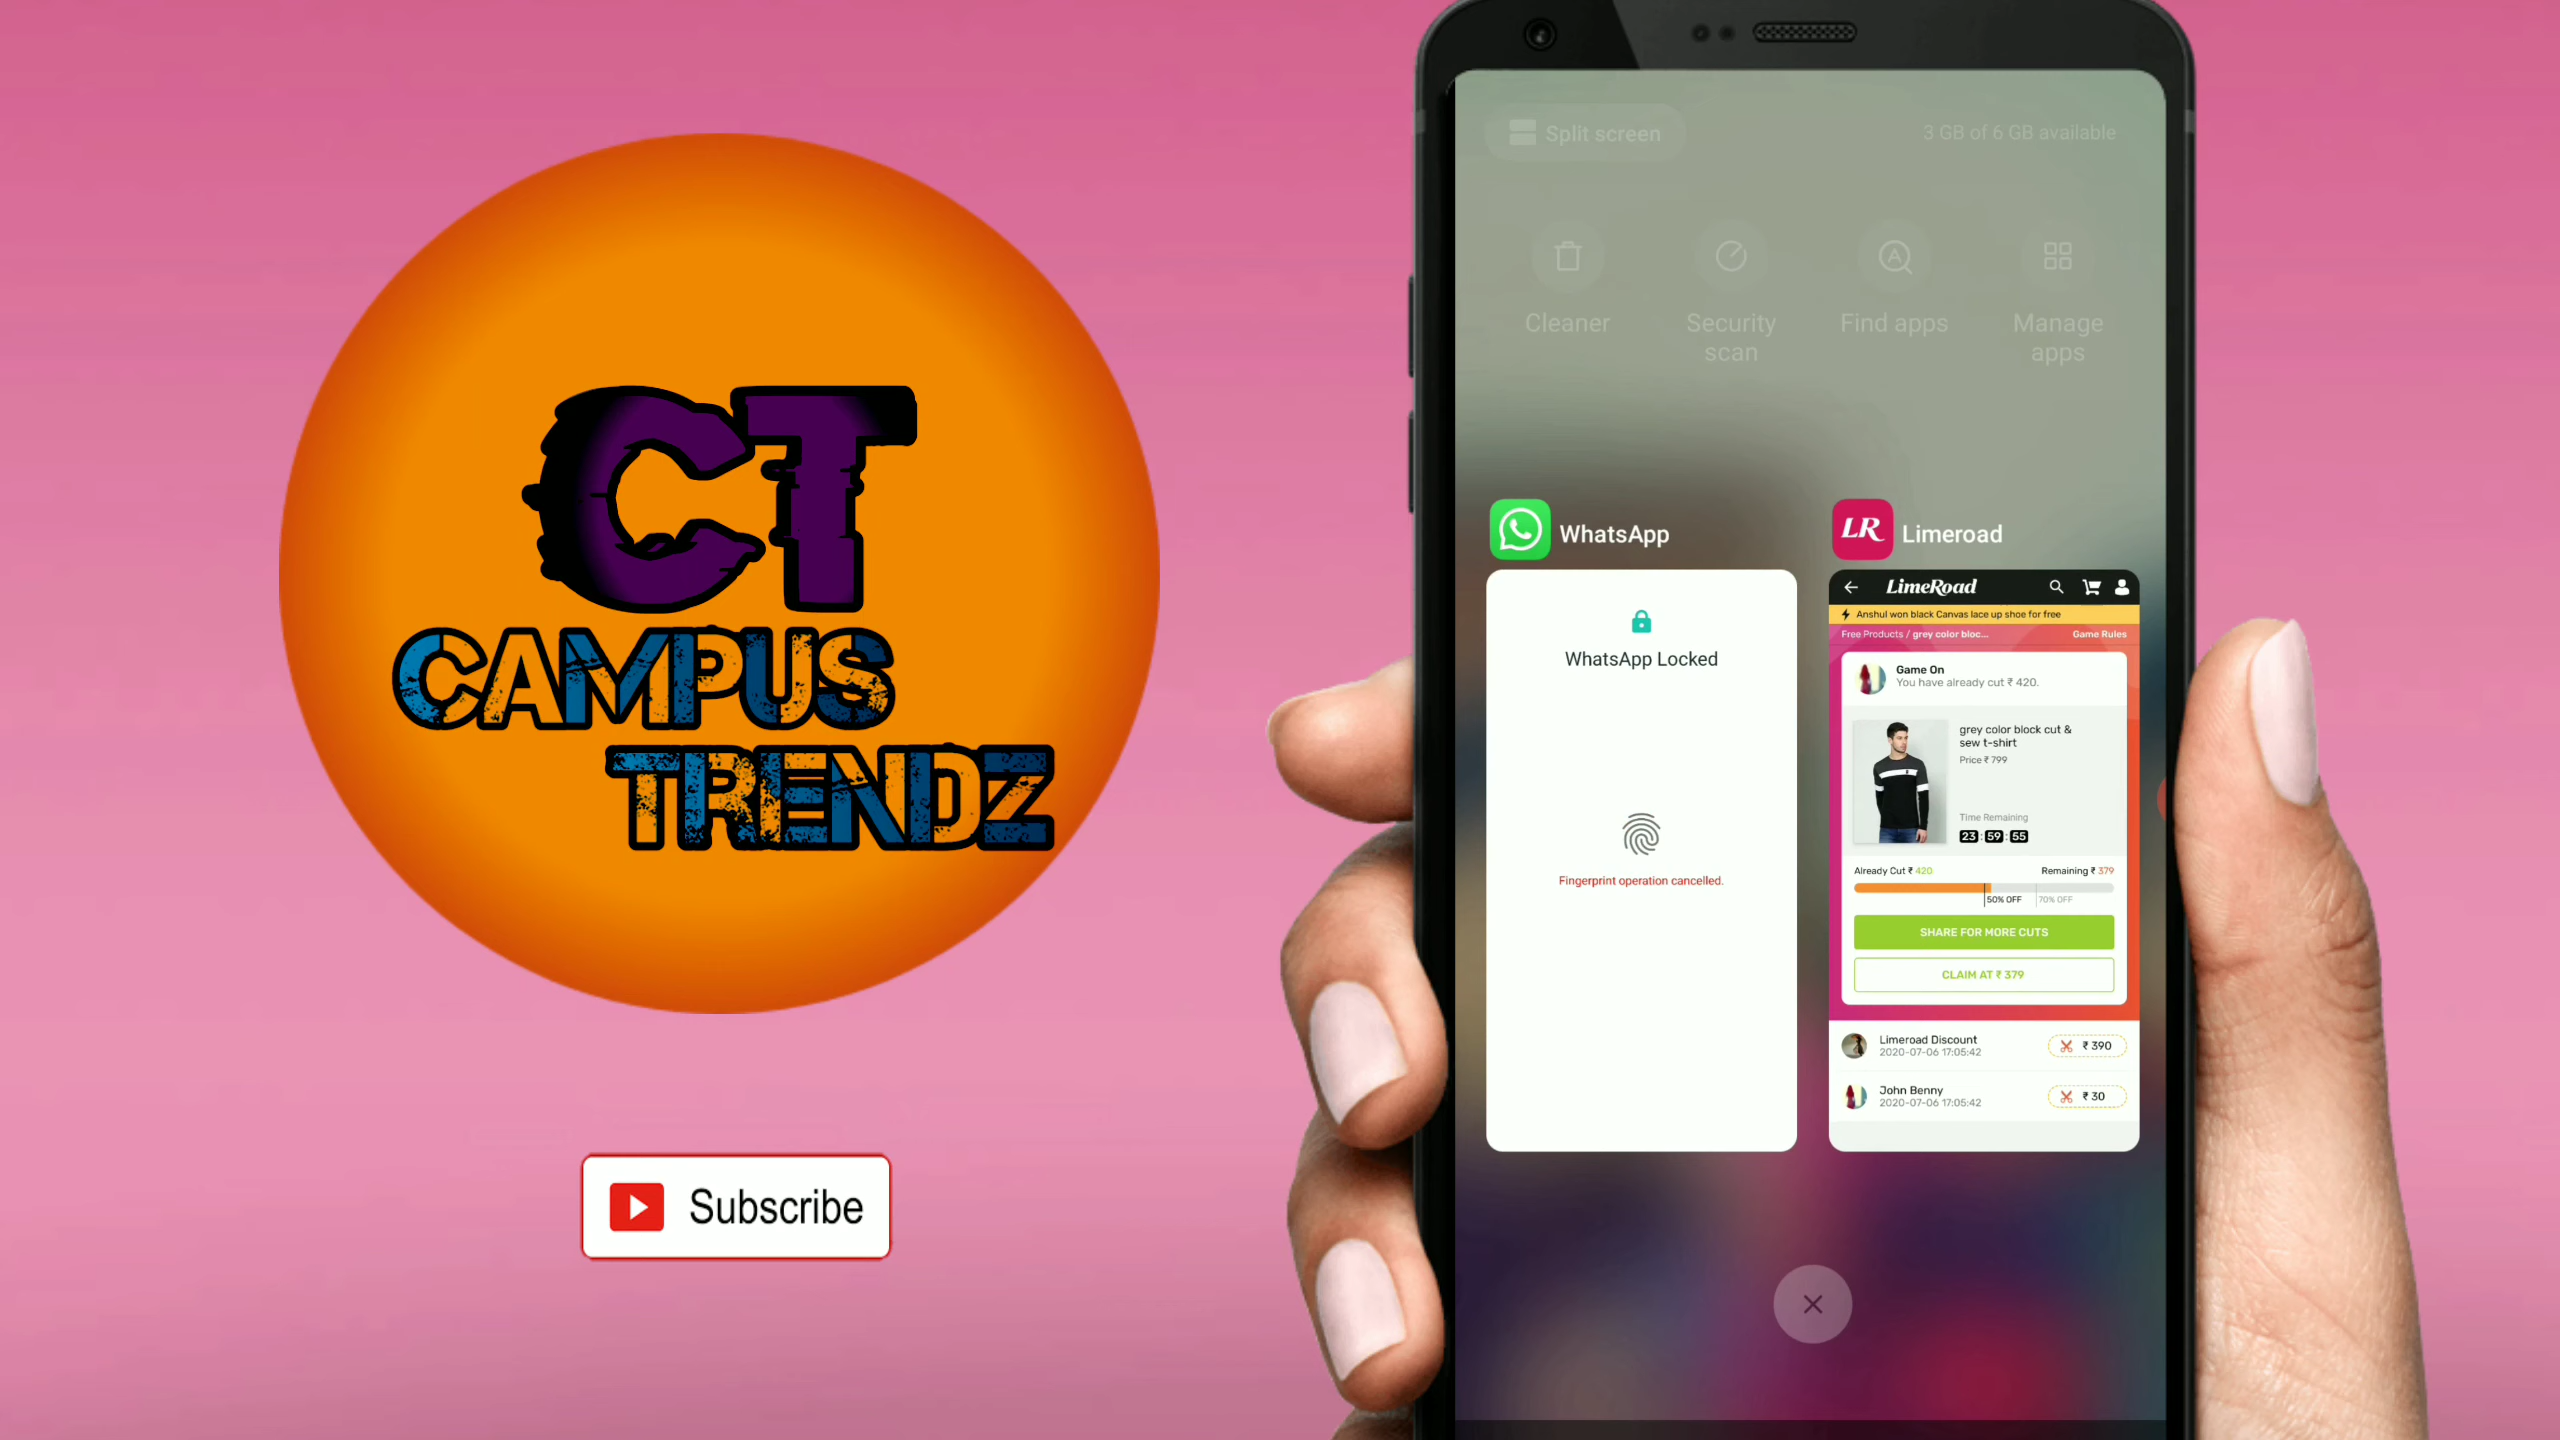 CT
CAMPUS
TRENDZ
Subscribe
Split screen
3 GB of 6 GB available
Cleaner
Security
scan
Find apps
Manage
apps
WhatsApp
WhatsApp Locked
Fingerprint operation cancelled.
LR Limeroad
LimeRoad
Anshul won black Canvas lace up shoe for free
Free Products / grey color bloc...
Game Rules
Game On
You have already cut ₹ 420.
grey color block cut &
sew t-shirt
Price ₹ 799
Time Remaining
23 : 59 : 55
Already Cut ₹ 420
Remaining ₹ 379
50% OFF
70% OFF
SHARE FOR MORE CUTS
CLAIM AT ₹ 379
Limeroad Discount
2020-07-06 17:05:42
₹ 390
John Benny
2020-07-06 17:05:42
₹ 30